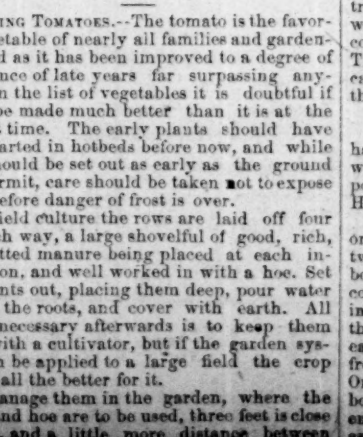 ING TOMATOES.--The tomato is the favor-
etable of nearly all families and garden-
d as it has been improved to a degree of
nce of late years far surpassing any-
n the list of vegetables it is doubtful if
be made much better than it is at the
t time. The early plants should have
arted in hotbeds before now, and while
ould be set out as early as the ground
ermit, care should be taken not to expose
efore danger of frost is over.
ield culture the rows are laid off four
ch way, a large shovelful of good, rich,
tted manure being placed at each in-
on, and well worked in with a hoe. Set
nts out, placing them deep, pour water
the roots, and cover with earth. All
necessary afterwards is to keep them
ith a cultivator, but if the garden sys-
n be applied to a large field the crop
all the better for it.
anage them in the garden, where the
nd hoe are to be used, three feet is close
and a little more distance between